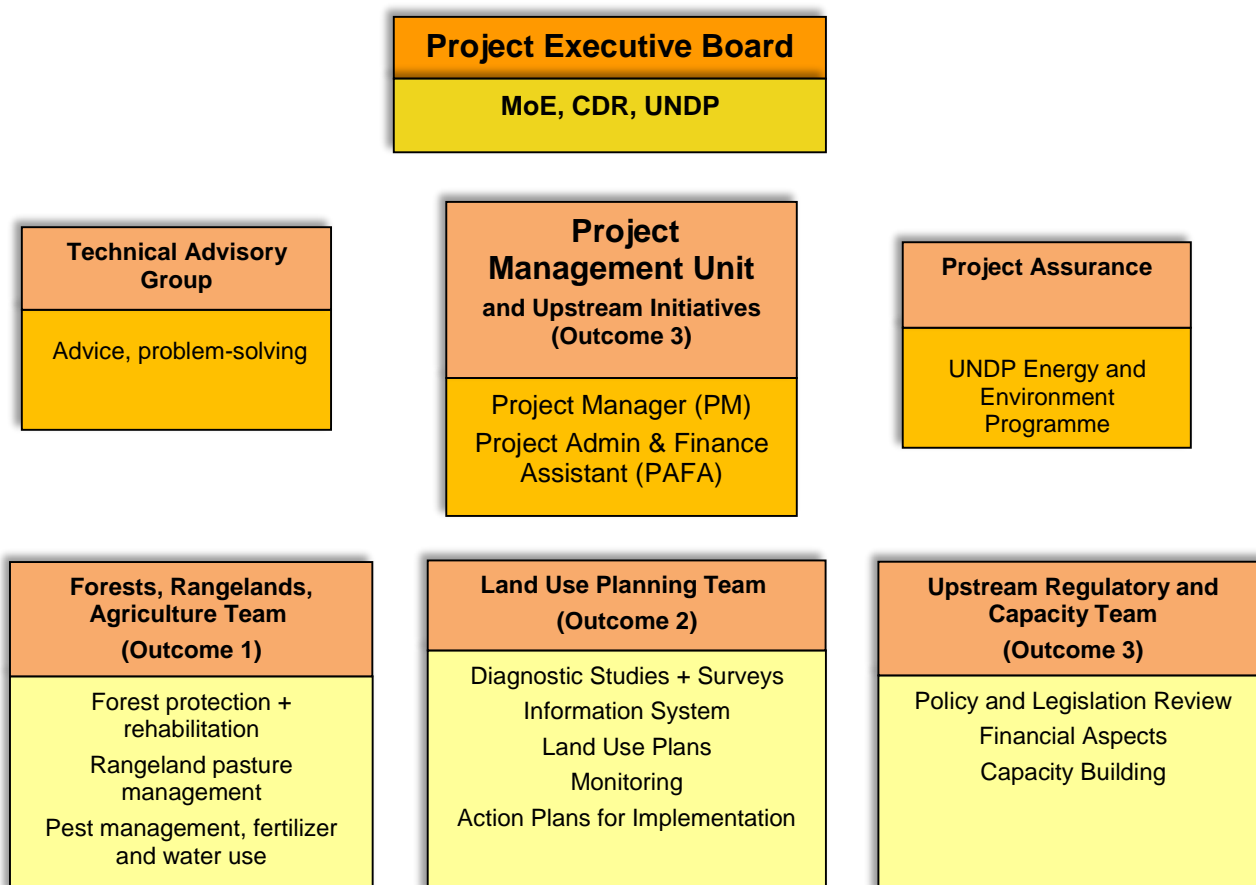 Project Executive Board
MoE, CDR, UNDP
Technical Advisory
Group
Advice, problem-solving
Project
Management Unit
and Upstream Initiatives
(Outcome 3)
Project Manager (PM)
Project Admin & Finance
Assistant (PAFA)
Project Assurance
UNDP Energy and
Environment
Programme
Forests, Rangelands,
Agriculture Team
(Outcome 1)
Forest protection +
rehabilitation
Rangeland pasture
management
Pest management, fertilizer
and water use
Land Use Planning Team
(Outcome 2)
Diagnostic Studies + Surveys
Information System
Land Use Plans
Monitoring
Action Plans for Implementation
Upstream Regulatory and
Capacity Team
(Outcome 3)
Policy and Legislation Review
Financial Aspects
Capacity Building